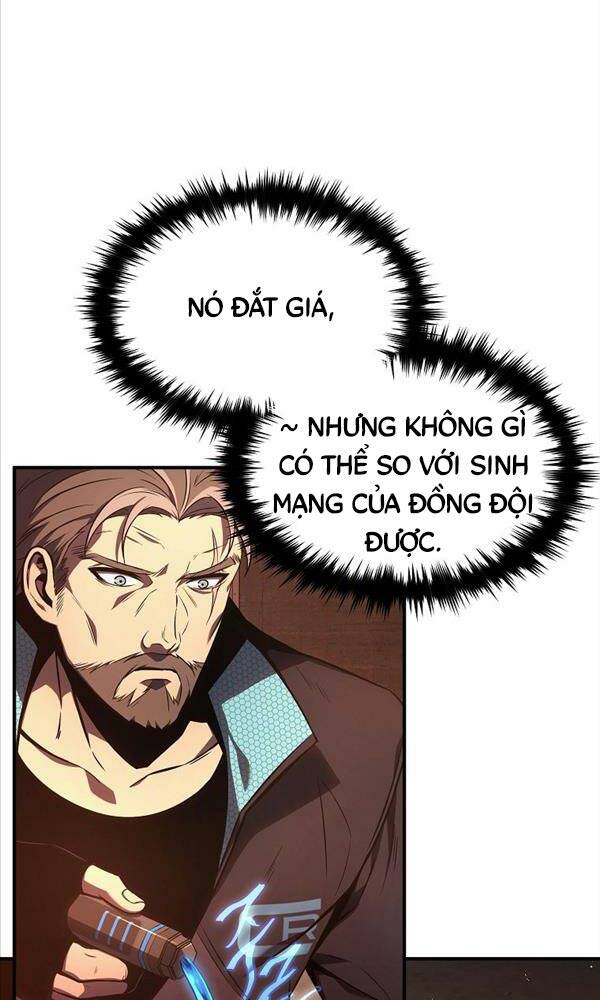 NÓ ĐẮT GIÁ,
~ NHƯNG KHÔNG GÌ
CÓ THỂ SO VỚI SINH
MẠNG CỦA ĐỒNG ĐỘI
ĐƯỢC.